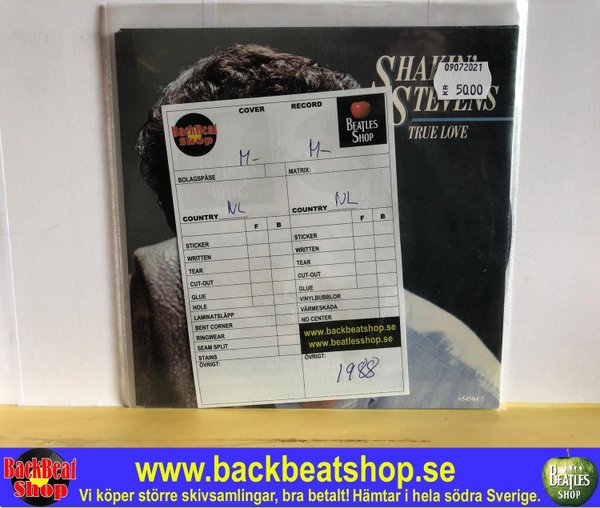 SHAKIN'
STEVENS
TRUE LOVE
09072021
KR 50.00
COVER RECORD
BackBeat
Shop
BEATLES
SHOP
M- M-
BOLAGSPÅSE MATRIX:
NL NL
COUNTRY COUNTRY
F B F B
STICKER STICKER
WRITTEN WRITTEN
TEAR TEAR
CUT-OUT CUT-OUT
GLUE GLUE
HOLE VINYLBUBBLOR
LAMINATSLÄPP VÄRMESKADA
BENT CORNER NO CENTER
RINGWEAR www.backbeatshop.se
SEAM SPLIT www.beatlesshop.se
STAINS
ÖVRIGT: ÖVRIGT:
1988
654584/7
BackBeat
Shop
www.backbeatshop.se
Vi köper större skivsamlingar, bra betalt! Hämtar i hela södra Sverige.
BEATLES
SHOP